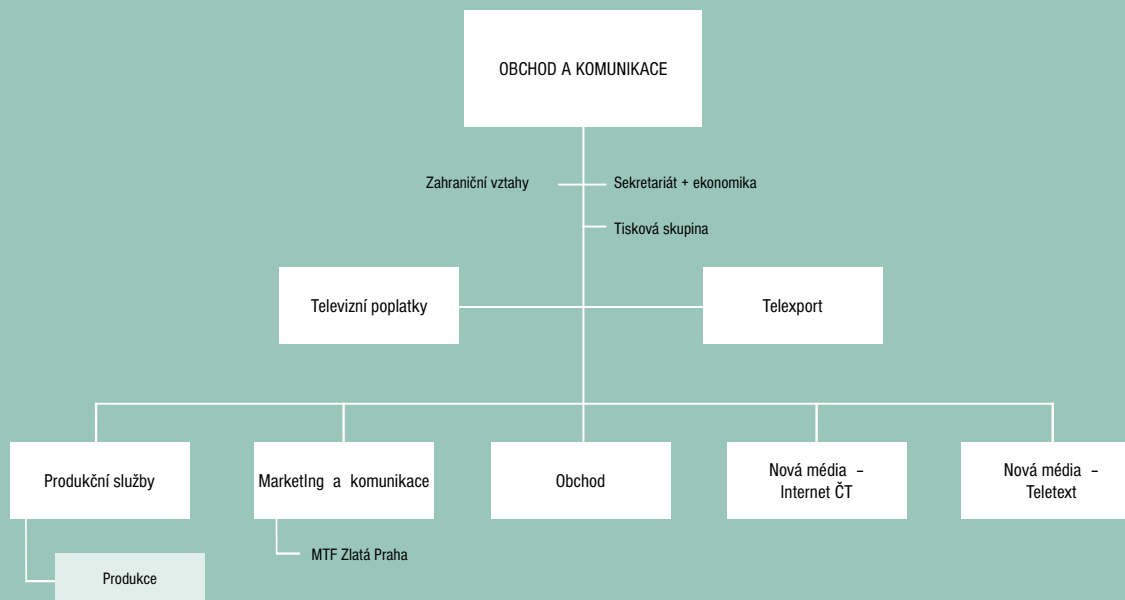 OBCHOD A KOMUNIKACE
Zahraniční vztahy
Sekretariát + ekonomika
Tisková skupina
Televizní poplatky
Telexport
Produkční služby
MarketIng a komunikace
Obchod
Nová média –
Internet ČT
Nová média –
Teletext
MTF Zlatá Praha
Produkce